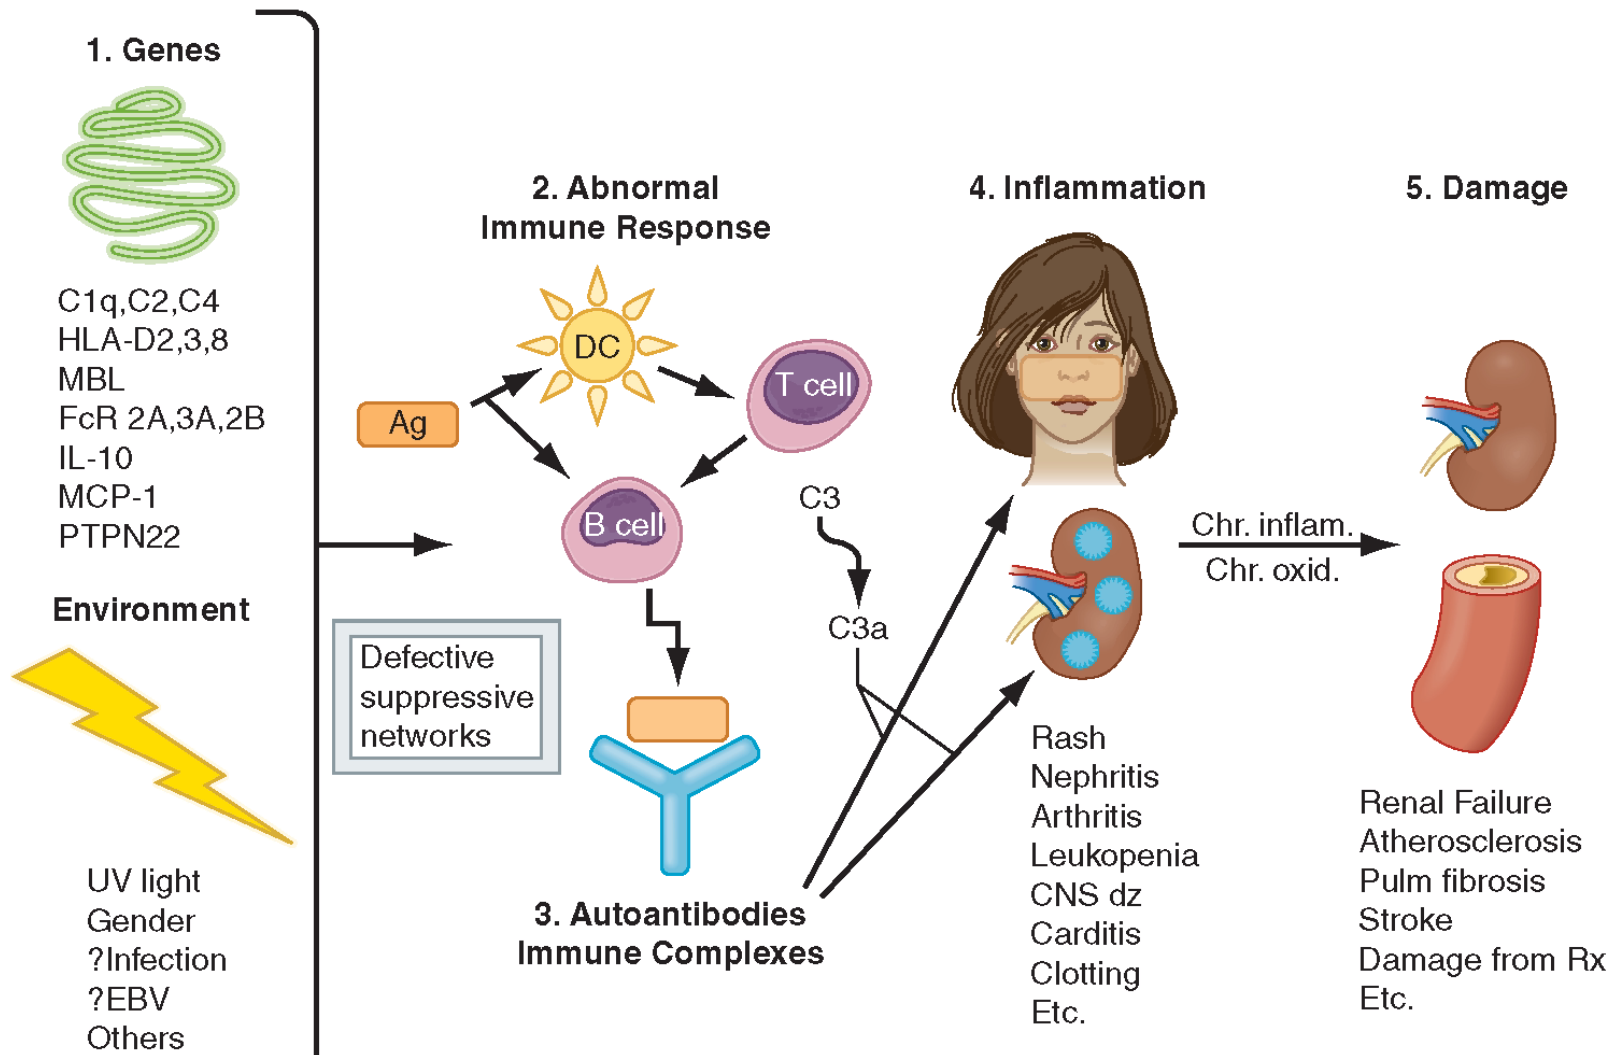 1. Genes
C1q,C2,C4
HLA-D2,3,8
MBL
FcR 2A,3A,2B
IL-10
MCP-1
PTPN22
Environment
UV light
Gender
?Infection
?EBV
Others
2. Abnormal
Immune Response
DC
T cell
Ag
B cell
C3
C3a
Defective
suppressive
networks
3. Autoantibodies
Immune Complexes
4. Inflammation
Rash
Nephritis
Arthritis
Leukopenia
CNS dz
Carditis
Clotting
Etc.
Chr. inflam.
Chr. oxid.
5. Damage
Renal Failure
Atherosclerosis
Pulm fibrosis
Stroke
Damage from Rx
Etc.